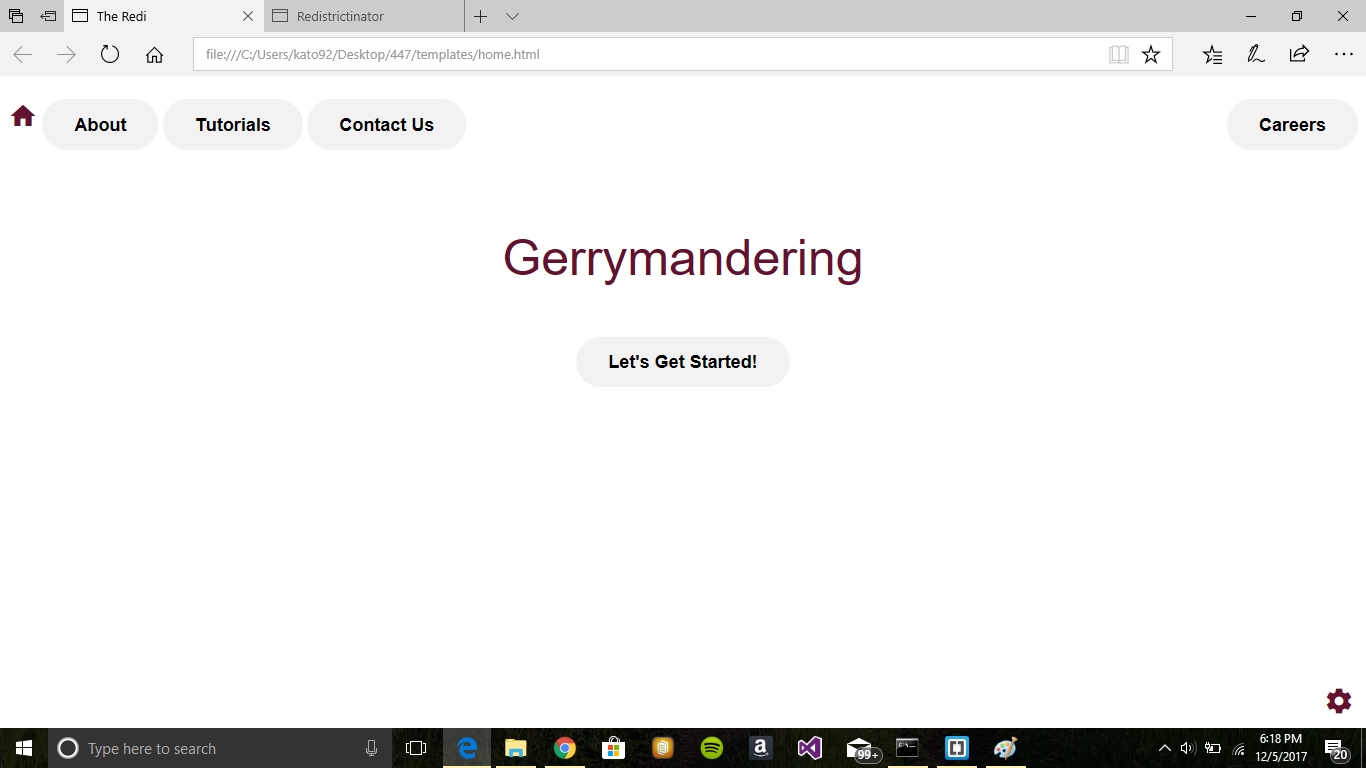 The Redi
Redistrictinator
file:///C:/Users/kato92/Desktop/447/templates/home.html
About
Tutorials
Contact Us
Careers
Gerrymandering
Let's Get Started!
Type here to search
99+
6:18 PM
12/5/2017
20